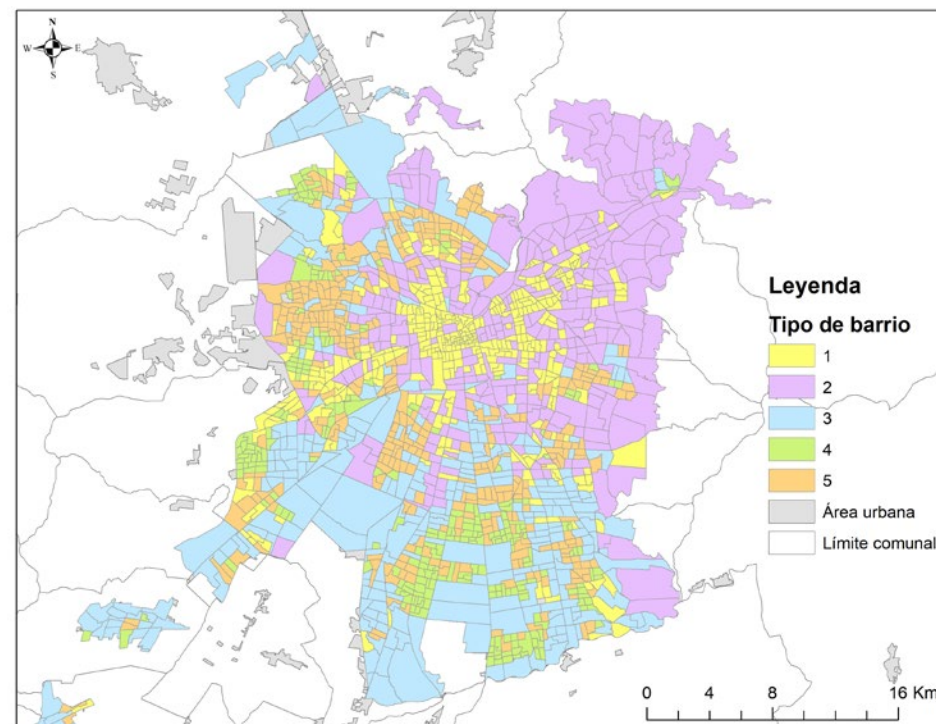 N
W E
S
Leyenda
Tipo de barrio
1
2
3
4
5
Área urbana
Límite comunal
0 4 8 16 Km